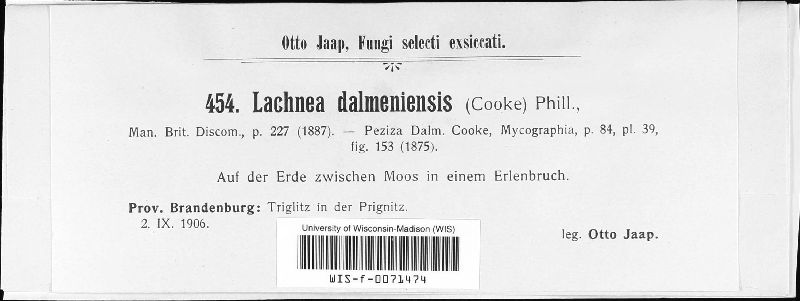 Otto Jaap, Fungi selecti exsiccati.
454. Lachnea dalmeniensis (Cooke) Phill.,
Man. Brit. Discom., p. 227 (1887). — Peziza Dalm. Cooke, Mycographia, p. 84, pl. 39,
fig. 153 (1875).
Auf der Erde zwischen Moos in einem Erlenbruch.
Prov. Brandenburg: Triglitz in der Prignitz.
2. IX. 1906.
leg. Otto Jaap.
University of Wisconsin-Madison (WIS)
WIS-f-0071474